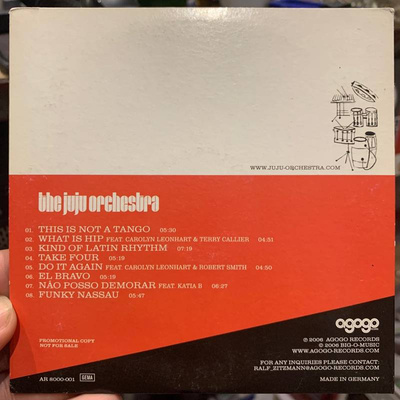 WWW.JUJU-ORCHESTRA.COM
the juju orchestra
01. THIS IS NOT A TANGO 05:30
02. WHAT IS HIP FEAT. CAROLYN LEONHART & TERRY CALLIER 04:51
03. KIND OF LATIN RHYTHM 07:19
04. TAKE FOUR 05:19
05. DO IT AGAIN FEAT. CAROLYN LEONHART & ROBERT SMITH 04:50
06. EL BRAVO 05:19
07. NÃO POSSO DEMORAR FEAT. KATIA B 06:27
08. FUNKY NASSAU 05:47
agogo
PROMOTIONAL COPY
NOT FOR SALE
℗ 2006 AGOGO RECORDS
© 2006 BIG-O-MUSIC
WWW.AGOGO-RECORDS.COM
FOR ANY INQUIRIES PLEASE CONTACT:
RALF_ZITZMANN@AGOGO-RECORDS.COM
AR 6000-001 GEMA
MADE IN GERMANY